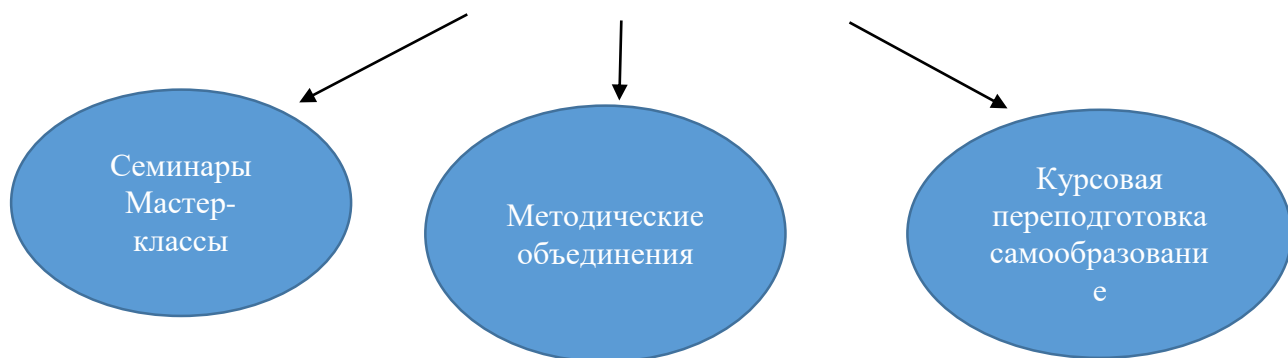 Семинары
Мастер-
классы
Методические
объединения
Курсовая
переподготовка
самообразовани
е